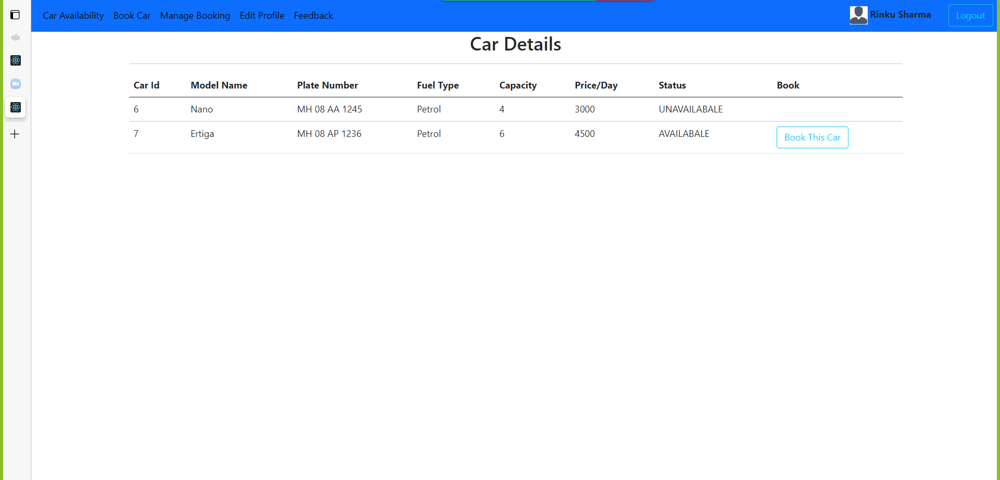 Car Availability Book Car Manage Booking Edit Profile Feedback Rinku Sharma Logout
Car Details
Car Id Model Name Plate Number Fuel Type Capacity Price/Day Status Book
6 Nano MH 08 AA 1245 Petrol 4 3000 UNAVAILABALE
7 Ertiga MH 08 AP 1236 Petrol 6 4500 AVAILABALE Book This Car